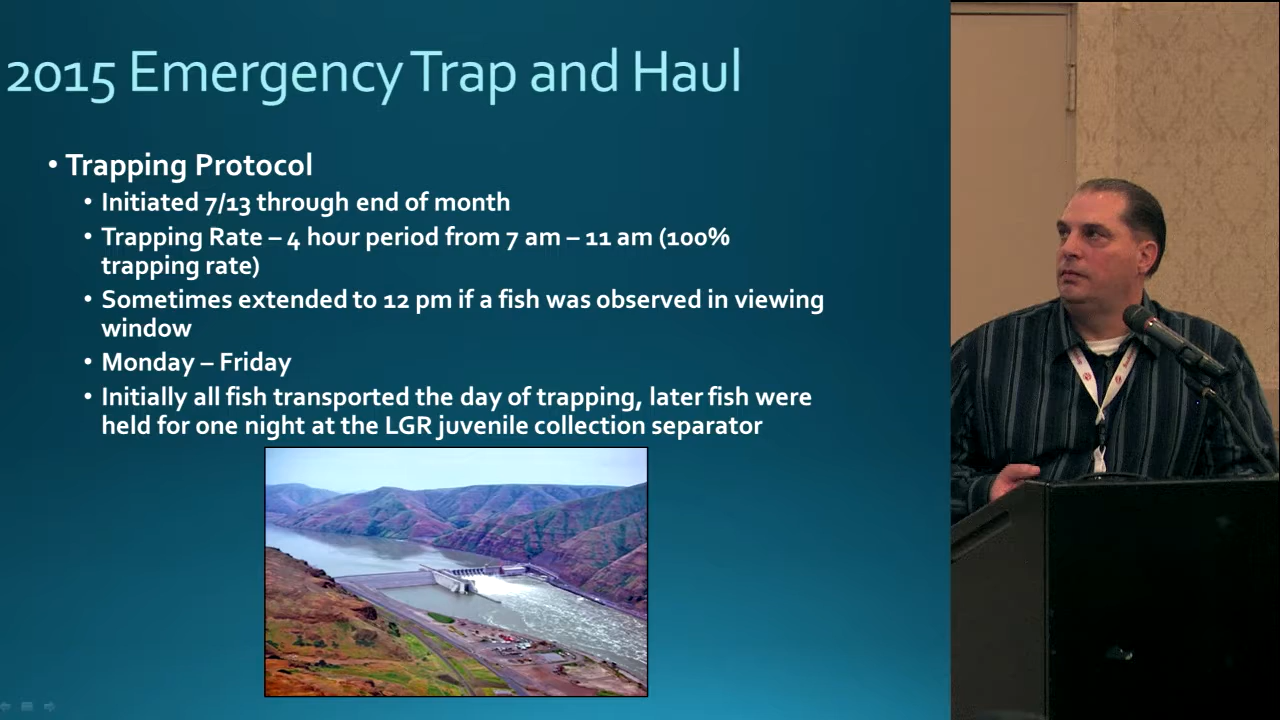 2015 Emergency Trap and Haul
• Trapping Protocol
• Initiated 7/13 through end of month
• Trapping Rate – 4 hour period from 7 am – 11 am (100%
trapping rate)
• Sometimes extended to 12 pm if a fish was observed in viewing
window
• Monday – Friday
• Initially all fish transported the day of trapping, later fish were
held for one night at the LGR juvenile collection separator